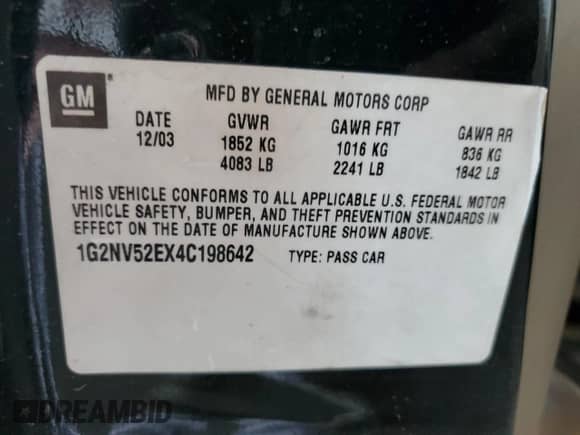 GM
MFD BY GENERAL MOTORS CORP
DATE GVWR GAWR FRT GAWR RR
12/03 1852 KG 1016 KG 836 KG
4083 LB 2241 LB 1842 LB
THIS VEHICLE CONFORMS TO ALL APPLICABLE U.S. FEDERAL MOTOR
VEHICLE SAFETY, BUMPER, AND THEFT PREVENTION STANDARDS IN
EFFECT ON THE DATE OF MANUFACTURE SHOWN ABOVE.
1G2NV52EX4C198642 TYPE: PASS CAR
DREAMBID